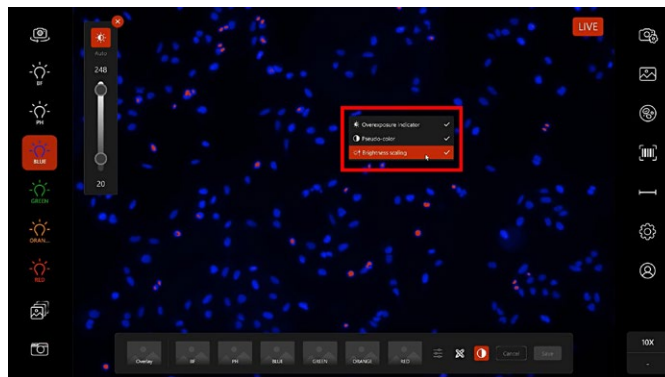 LIVE
Auto
248
20
BF
PH
BLUE
GREEN
ORAN...
RED
Overexposure indicator
Pseudo-color
Brightness scaling
Overlay
BF
PH
BLUE
GREEN
ORANGE
RED
Cancel
Save
10X